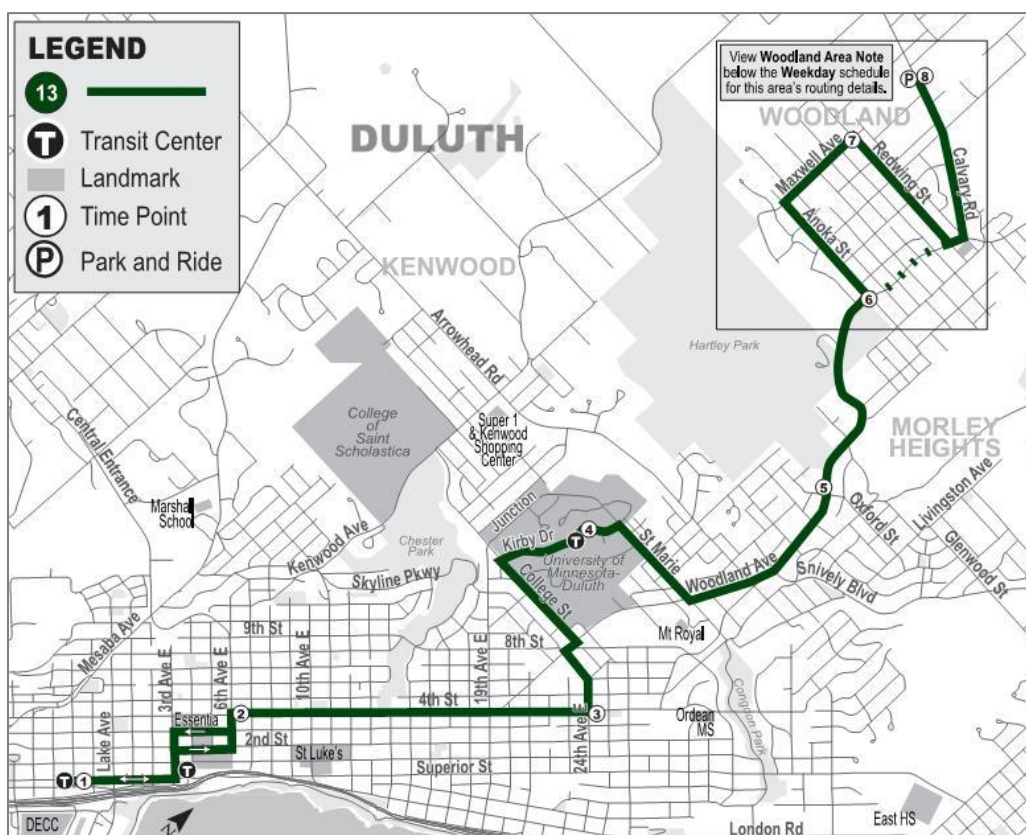 LEGEND
13
T
Transit Center
Landmark
1
Time Point
P
Park and Ride
DULUTH
View Woodland Area Note
below the Weekday schedule
for this area's routing details.
P
8
WOODLAND
7
Maxwell Ave
Redwing St
Calvary Rd
Anoka St
6
KENWOOD
Arrowhead Rd
Hartley Park
Central Entrance
College
of
Saint
Scholastica
Super 1
& Kenwood
Shopping
Center
MORLEY
HEIGHTS
Marshal
School
5
Oxford St
Livingston Ave
Glenwood St
Junction
Kirby Dr
4
T
St Marie
Kenwood Ave
Chester
Park
Skyline Pkwy
University of
Minnesota-
Duluth
College St
Woodland Ave
Snively Blvd
Mesaba Ave
9th St
8th St
Mt Royal
3rd Ave E
6th Ave E
10th Ave E
19th Ave E
4th St
2
3
24th Ave E
Congdon Park
Essentia
Lake Ave
2nd St
St Luke's
Ordean
MS
T
1
T
Superior St
DECC
N
London Rd
East HS